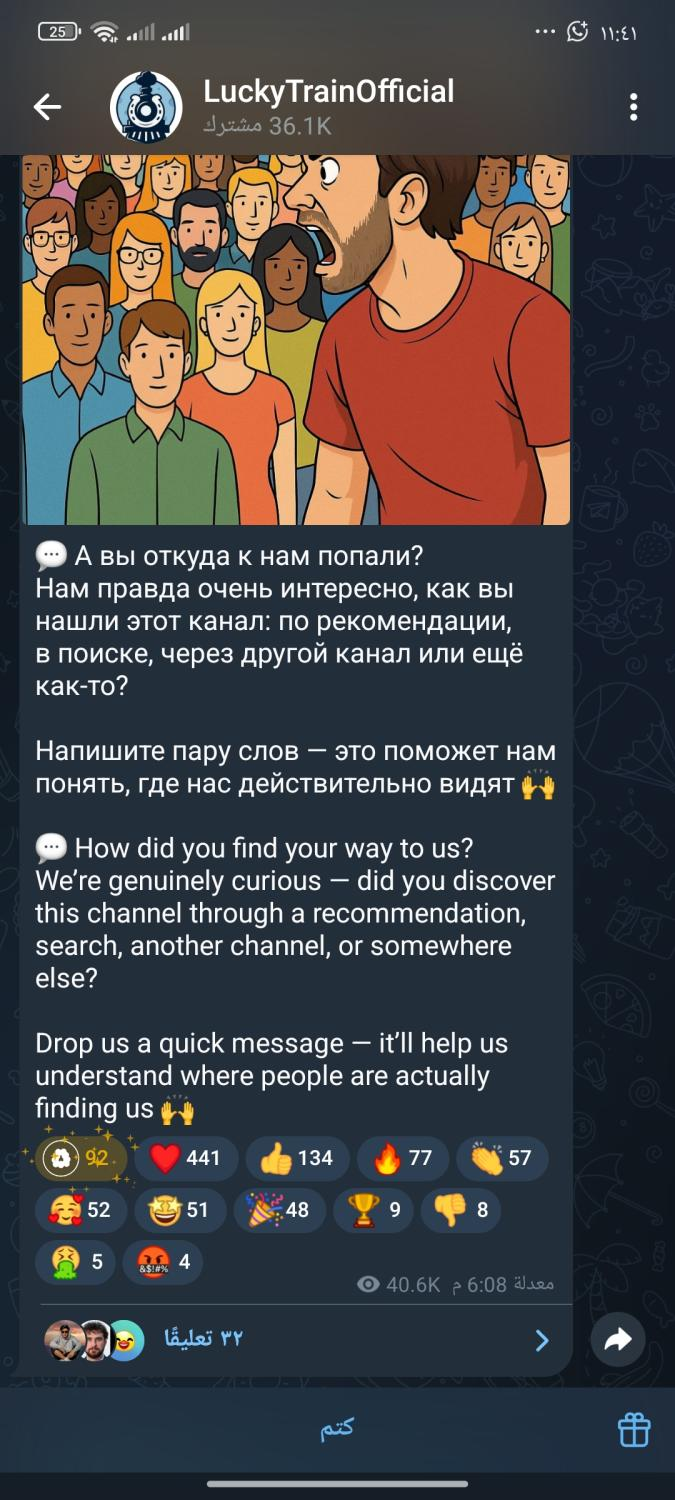 25
١١:٤١
LuckyTrainOfficial
36.1K مشترك
💬 А вы откуда к нам попали?
Нам правда очень интересно, как вы
нашли этот канал: по рекомендации,
в поиске, через другой канал или ещё
как-то?
Напишите пару слов — это поможет нам
понять, где нас действительно видят 🙌
💬 How did you find your way to us?
We’re genuinely curious — did you discover
this channel through a recommendation,
search, another channel, or somewhere
else?
Drop us a quick message — it’ll help us
understand where people are actually
finding us 🙌
92 ❤️ 441 👍 134 🔥 77 👏 57
🥰 52 🤩 51 🎉 48 🏆 9 👎 8
🤮 5 🤬 4
معدلة 6:08 م 40.6K
٣٢ تعليقًا
كتم